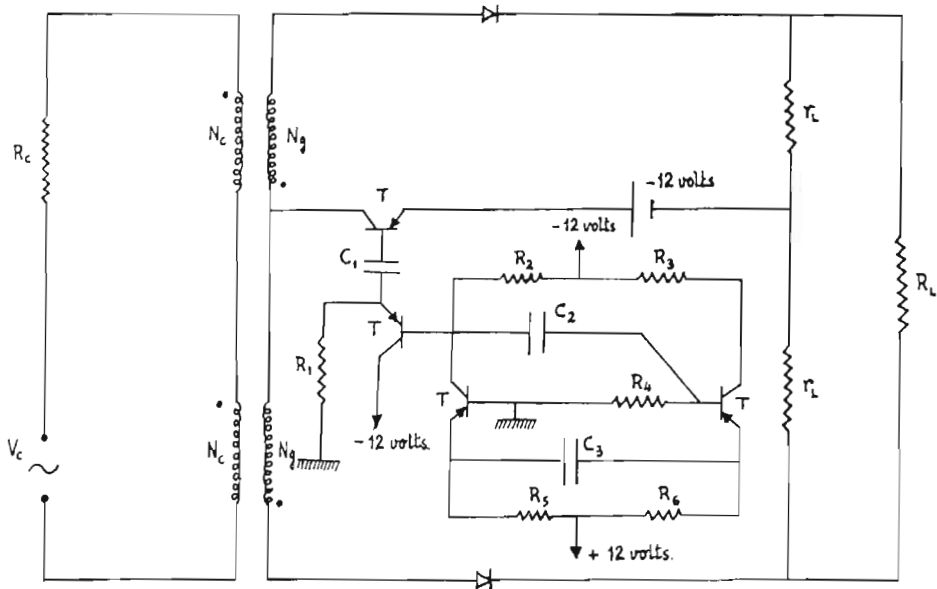 N_c
N_g
r_L
R_c
T
-12 volts
-12 volts
C_1
R_2
R_3
R_L
T
C_2
R_1
T
R_4
T
r_L
-12 volts.
V_c
N_c
N_g
C_3
R_5
R_6
+ 12 volts.